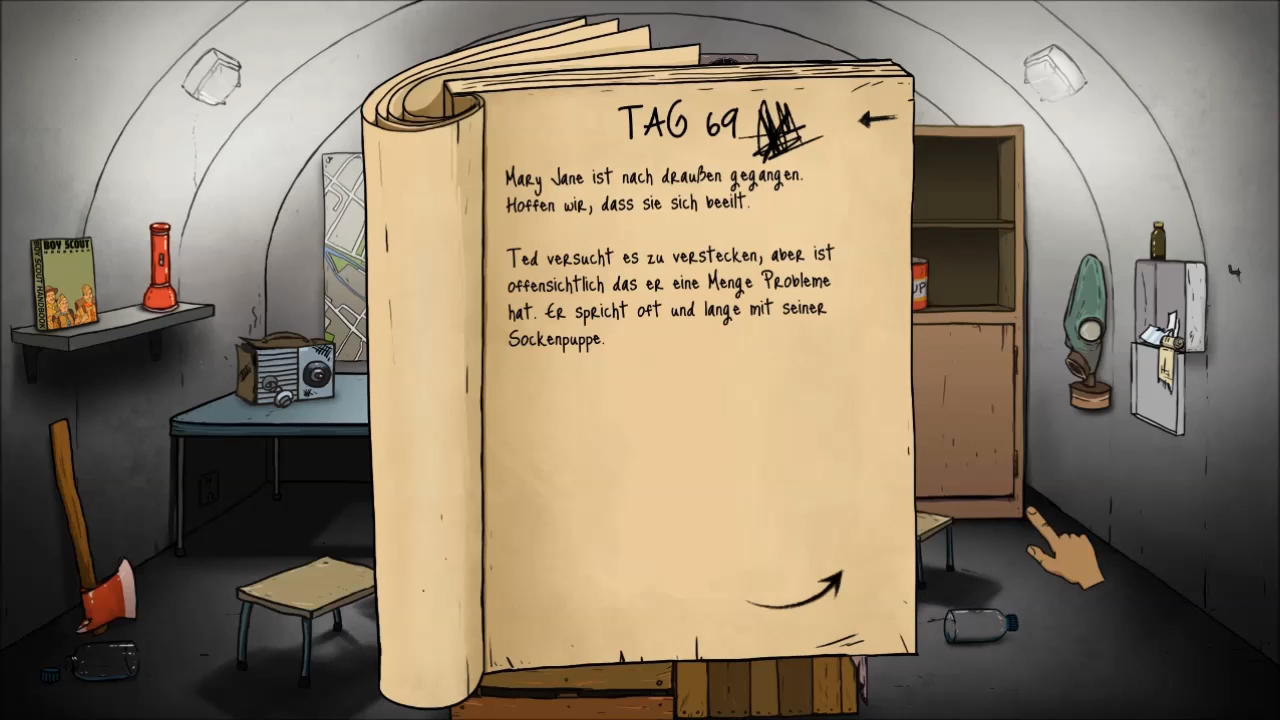 TAG 69
Mary Jane ist nach draußen gegangen.
Hoffen wir, dass sie sich beeilt.
Ted versucht es zu verstecken, aber ist
offensichtlich das er eine Menge Probleme
hat. Er spricht oft und lange mit seiner
Sockenpuppe.
BOY SCOUT
BOY SCOUT HANDBOOK
UP